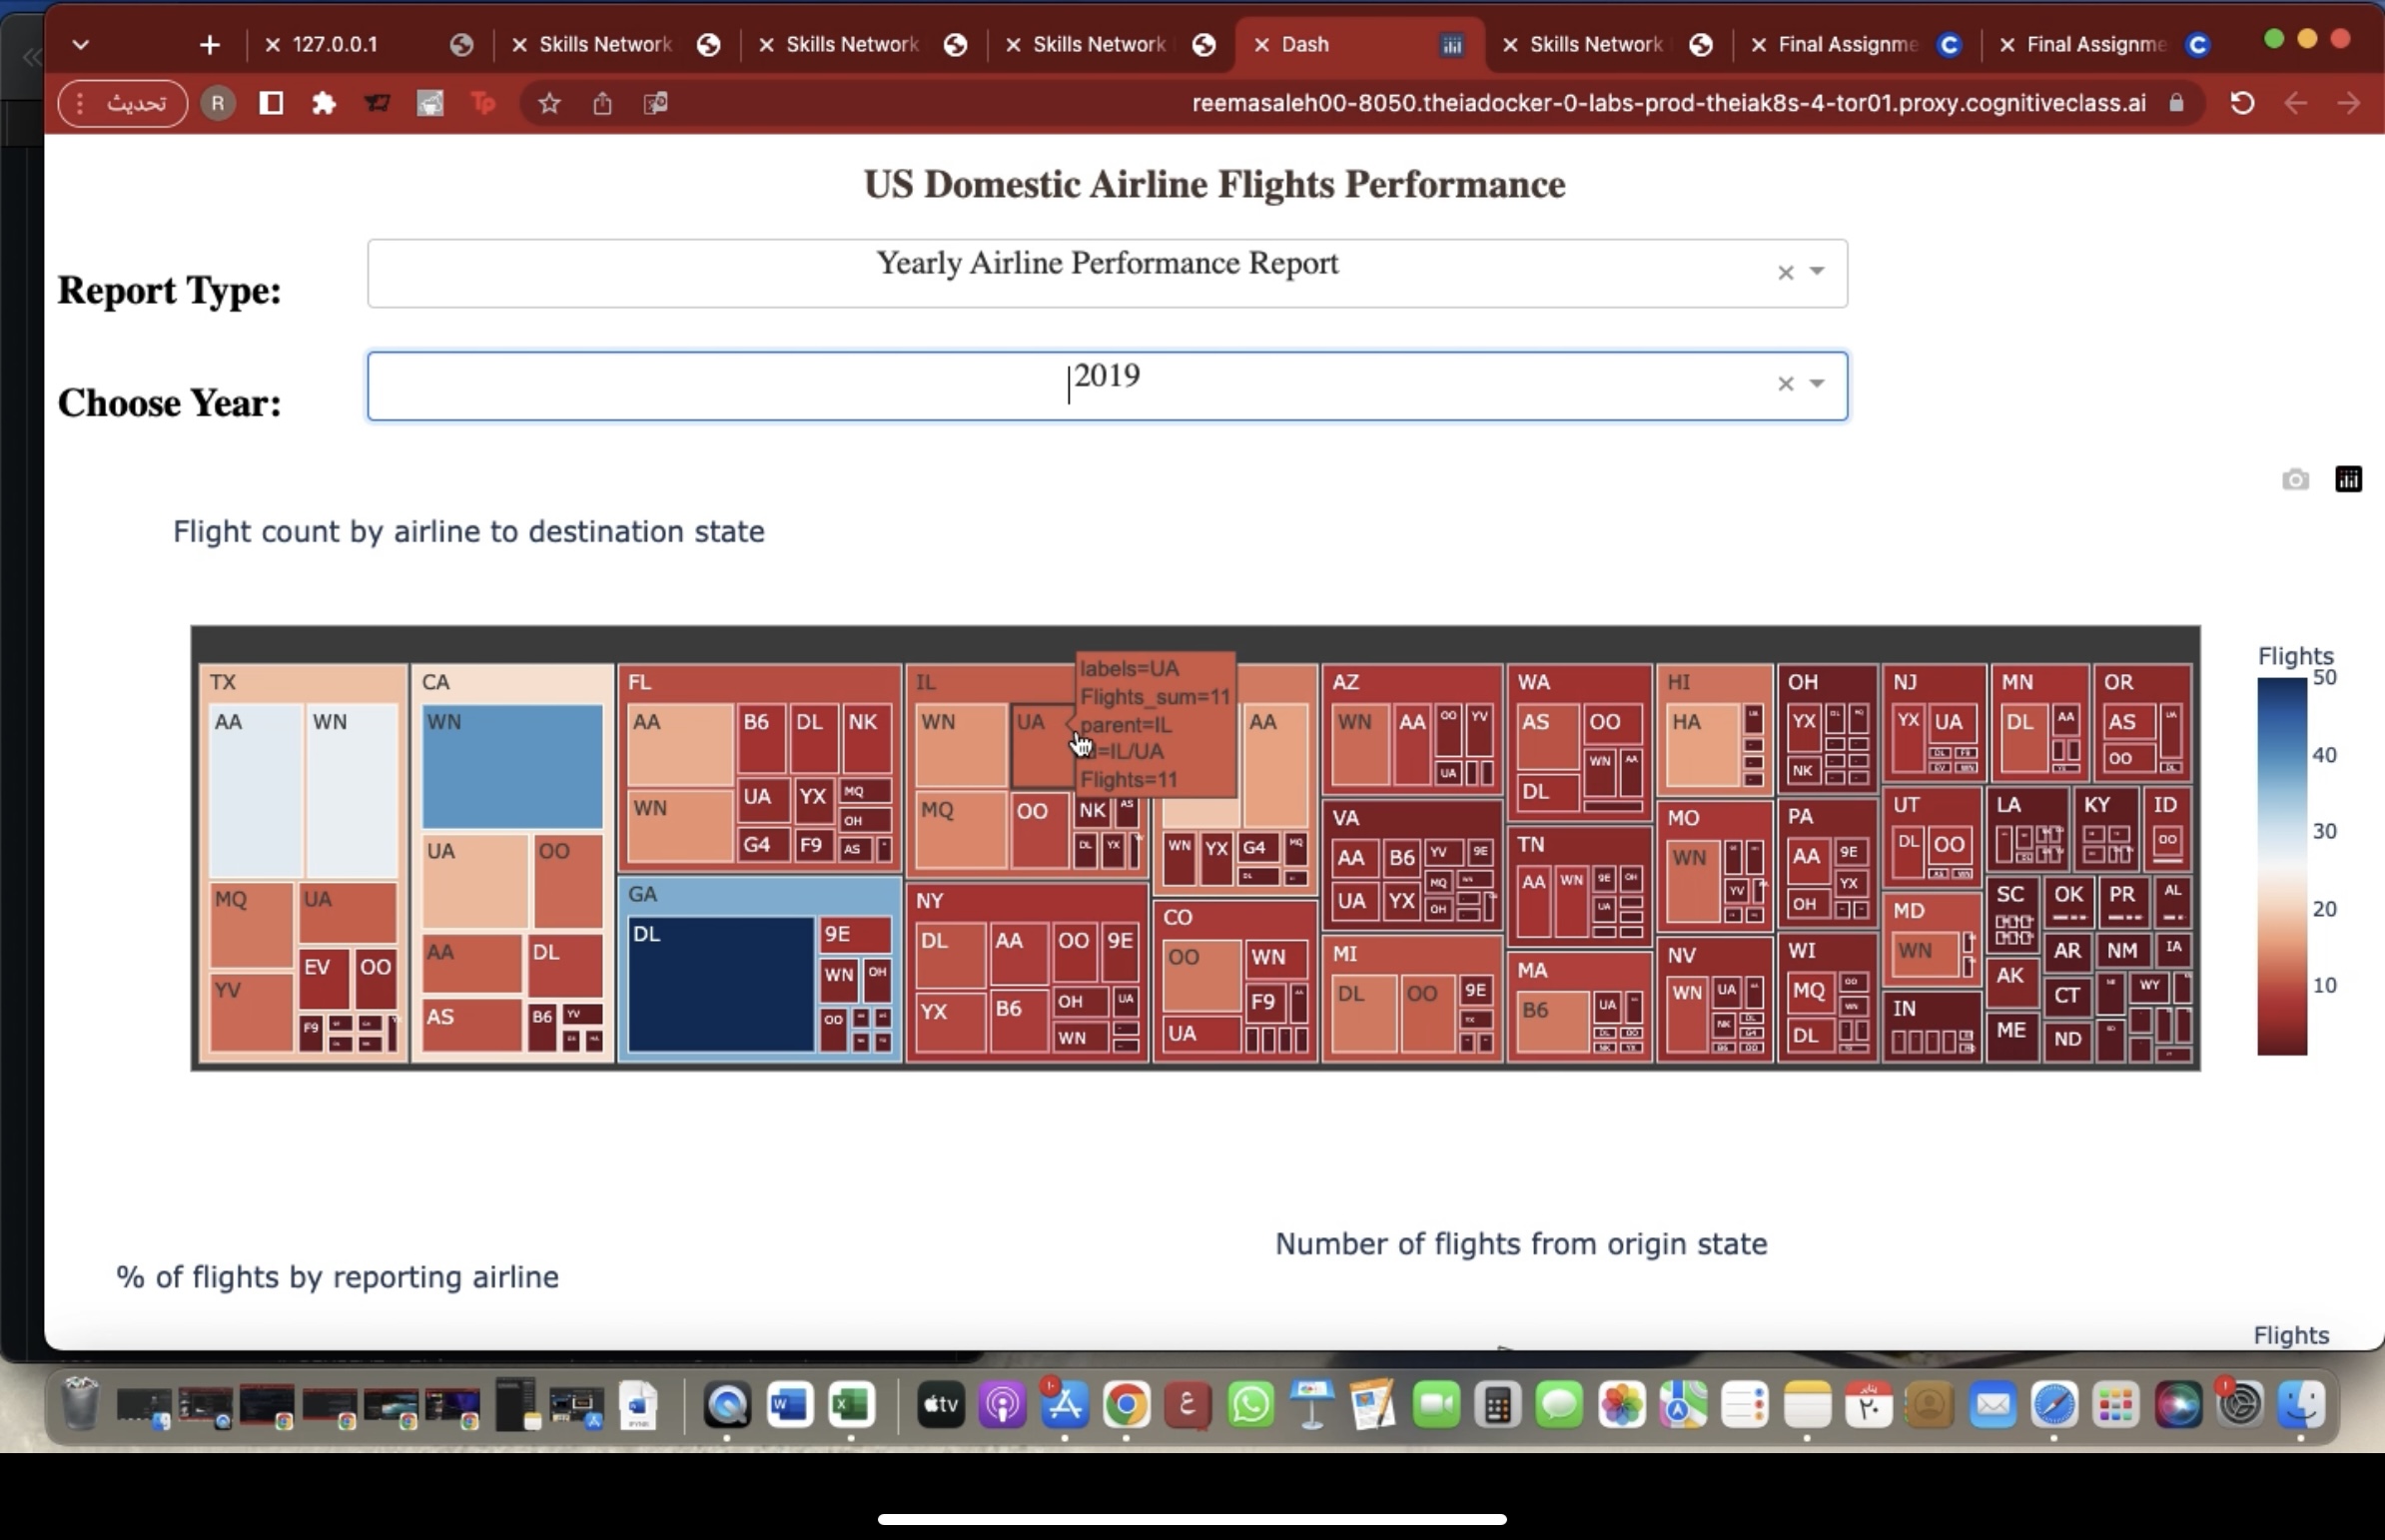 127.0.0.1
Skills Network
Skills Network
Skills Network
Dash
Skills Network
Final Assignme
Final Assignme
تحديث
R
Tp
reemasaleh00-8050.theiadocker-0-labs-prod-theiak8s-4-tor01.proxy.cognitiveclass.ai
US Domestic Airline Flights Performance
Report Type:
Yearly Airline Performance Report
Choose Year:
2019
Flight count by airline to destination state
TX
AA
WN
MQ
UA
YV
EV
OO
F9
CA
WN
UA
OO
AA
DL
AS
B6
YV
FL
AA
B6
DL
NK
WN
UA
YX
MQ
OH
G4
F9
AS
GA
DL
9E
WN
OH
OO
IL
WN
UA
MQ
OO
NK
AS
DL
YX
labels=UA
Flights_sum=11
parent=IL
=IL/UA
Flights=11
AA
WN
YX
G4
MQ
DL
NY
DL
AA
OO
9E
YX
B6
OH
UA
WN
CO
OO
WN
F9
UA
AZ
WN
AA
OO
YV
UA
VA
AA
B6
YV
9E
UA
YX
MQ
OH
MI
DL
OO
9E
WA
AS
OO
DL
WN
AA
TN
AA
WN
9E
OH
UA
MA
B6
UA
HI
HA
MO
WN
YV
NV
WN
UA
NK
DL
G4
OH
YX
NK
PA
AA
9E
YX
OH
WI
MQ
OO
WN
DL
NJ
YX
UA
UT
DL
OO
MD
WN
IN
MN
DL
AA
OR
AS
UA
OO
LA
KY
ID
OO
SC
OK
PR
AL
AR
NM
IA
AK
CT
WY
ME
ND
Flights
50
40
30
20
10
% of flights by reporting airline
Number of flights from origin state
Flights
W
X
tv
ع
يناير
٢٠